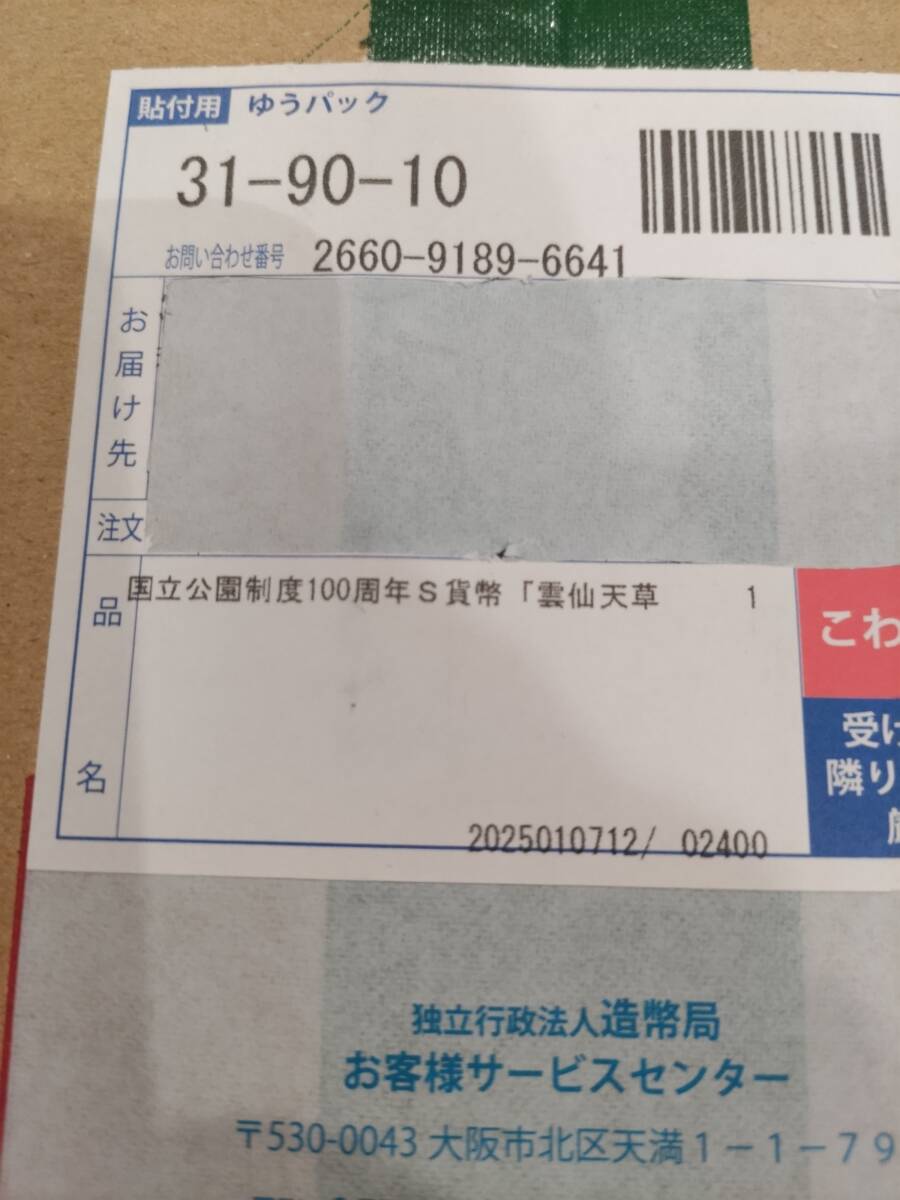 貼付用 ゆうパック
31-90-10
お問い合わせ番号 2660-9189-6641
お届け先
注文
品名
国立公園制度100周年S貨幣「雲仙天草 1
こわ
受け
隣り
2025010712/ 02400
独立行政法人造幣局
お客様サービスセンター
〒530-0043 大阪市北区天満1-1-79